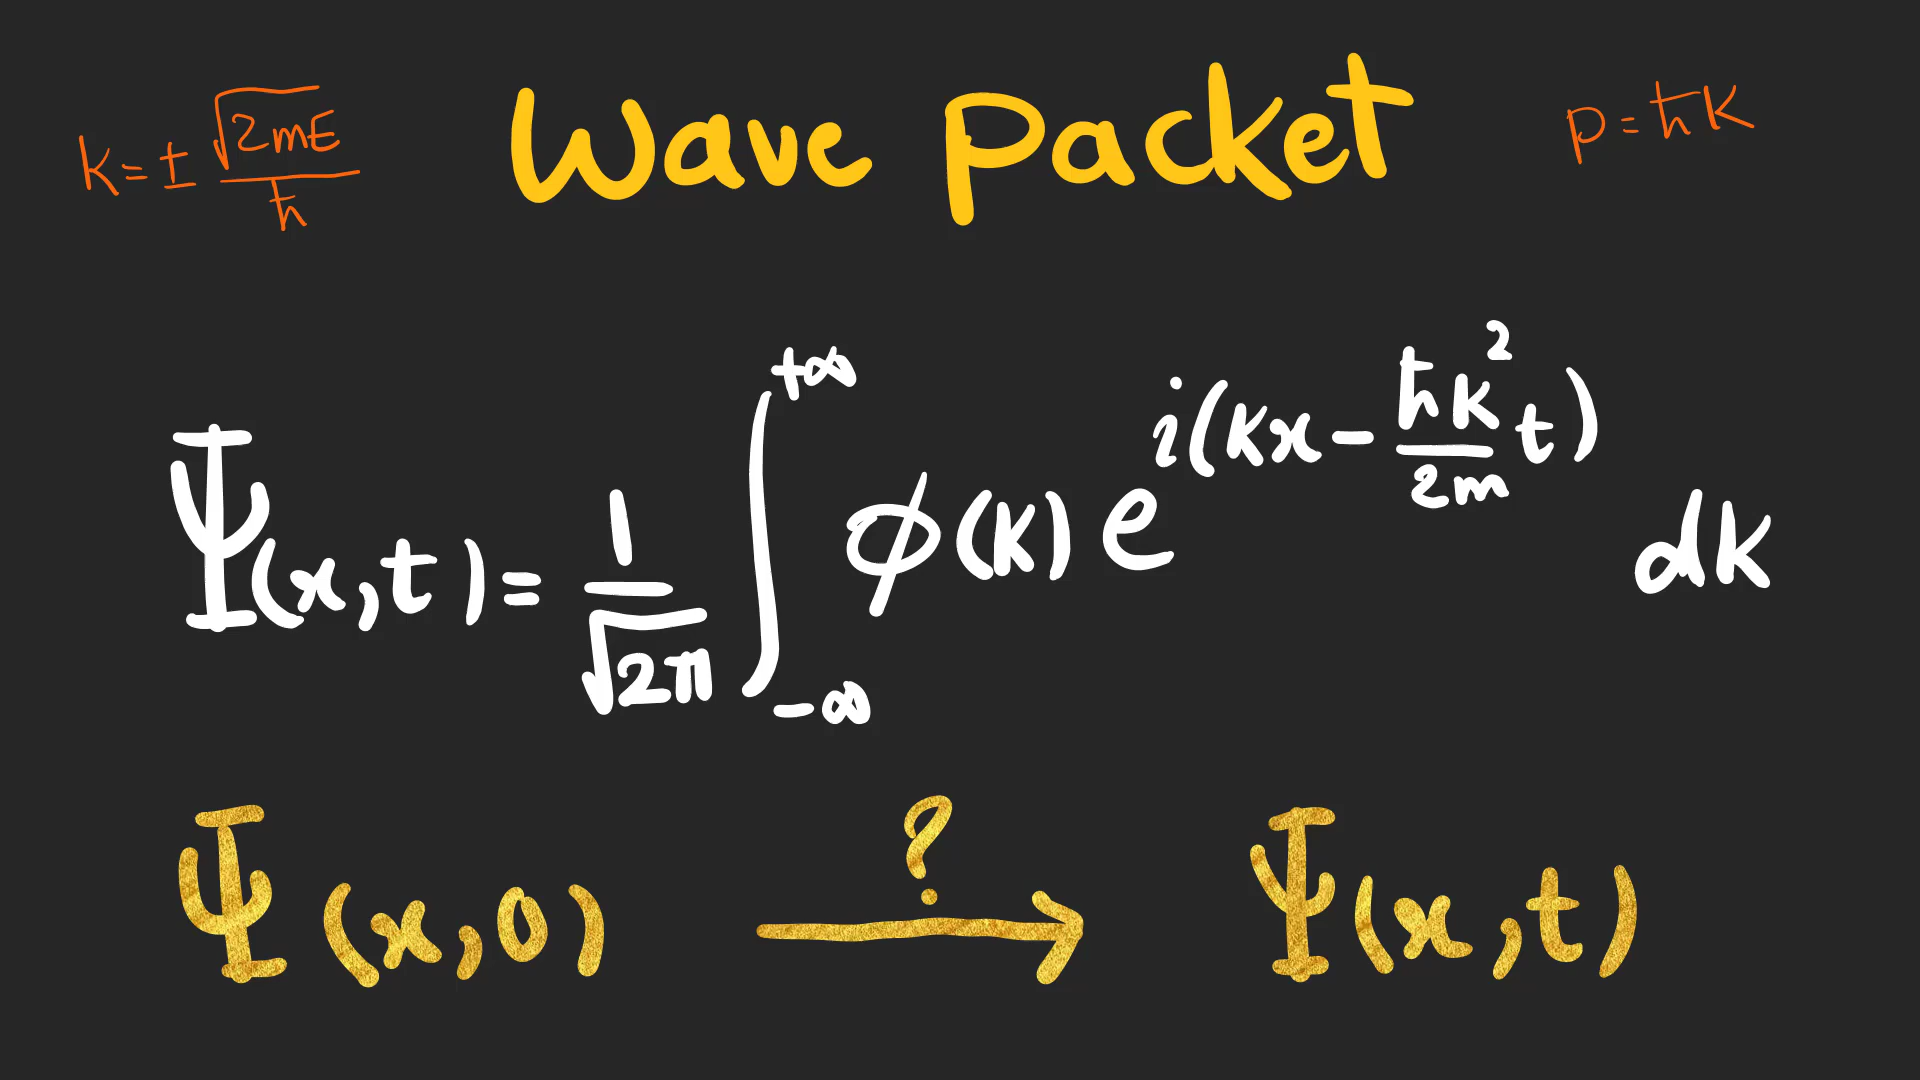 k=±√2mE/ħ
Wave Packet
p=ħk
Ψ(x,t)=1/√2π ∫_{-∞}^{+∞} ϕ(k) e^{i(kx-ħk²/2m t)} dk
Ψ(x,0) ?→ Ψ(x,t)